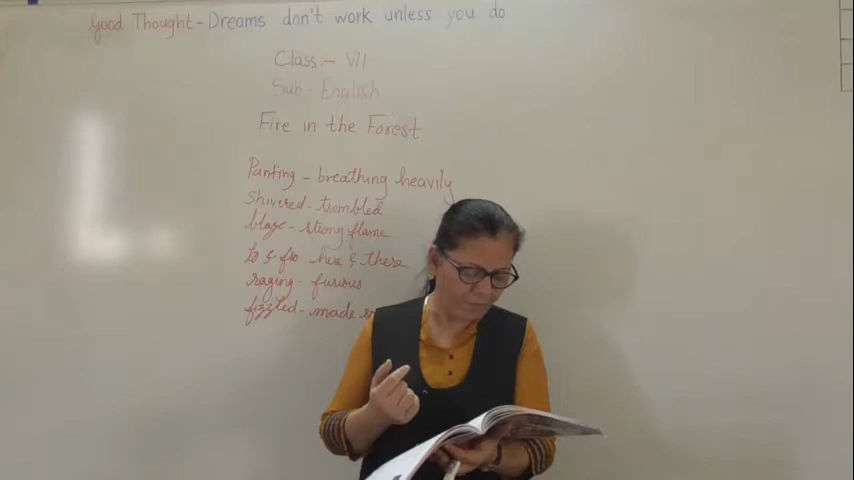 Good Thought - Dreams don't work unless you do
Class :- VII
Sub - English
Fire in the Forest
Panting - breathing heavily
Shivered - trembled
blaze - strong flame
to & fro here & there
raging - furious
fizzled - made